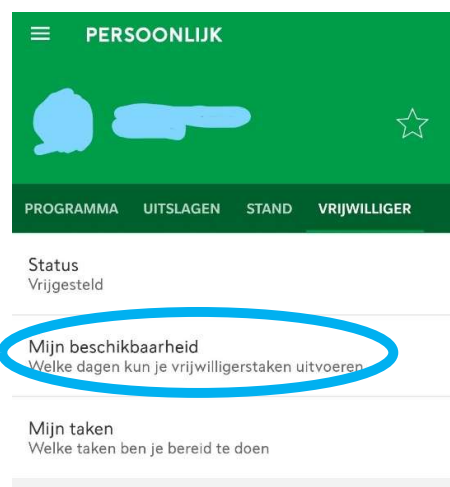 PERSOONLIJK
PROGRAMMA UITSLAGEN STAND VRIJWILLIGER
Status
Vrijgesteld
Mijn beschikbaarheid
Welke dagen kun je vrijwilligerstaken uitvoeren
Mijn taken
Welke taken ben je bereid te doen